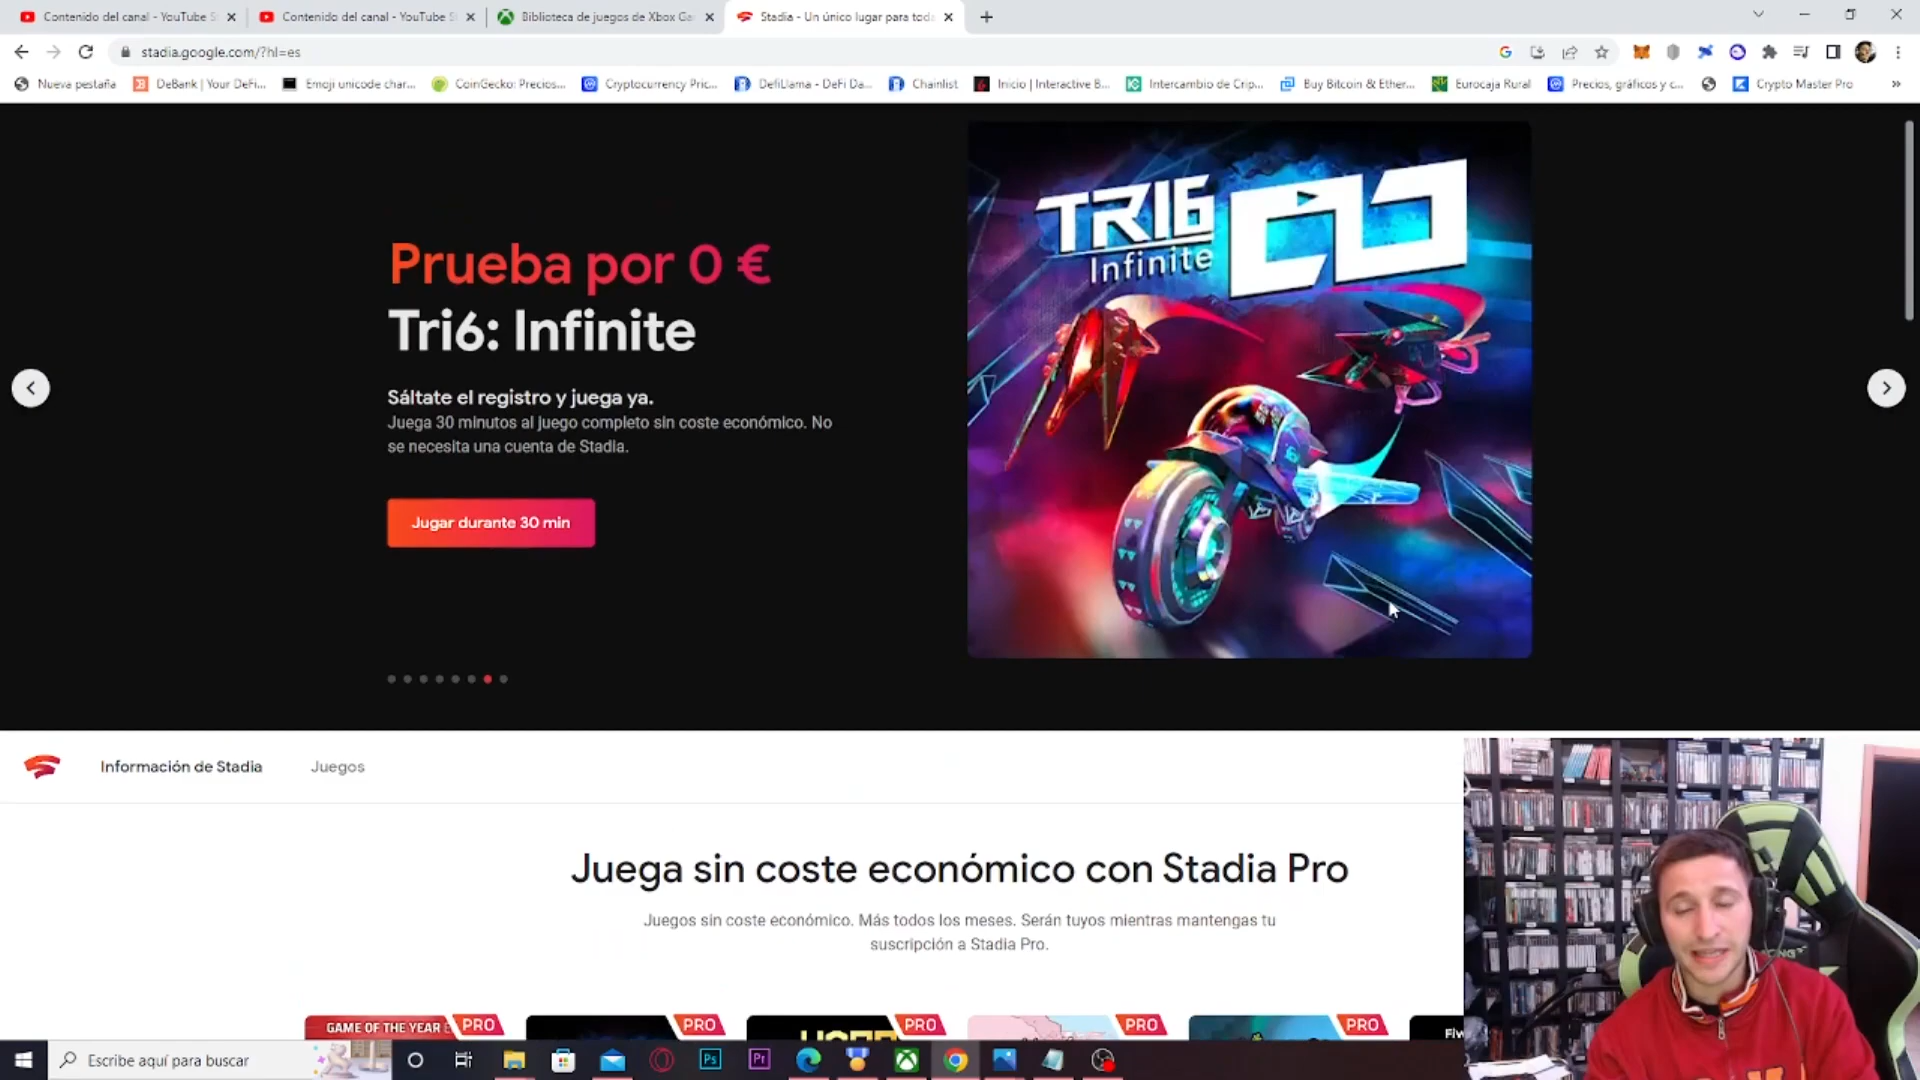 Contenido del canal - YouTube S
Contenido del canal - YouTube S
Biblioteca de juegos de Xbox Ga
Stadia - Un único lugar para toda
stadia.google.com/?hl=es
Nueva pestaña
DeBank | Your DeFi...
Emoji unicode char...
CoinGecko: Precios...
Cryptocurrency Pric...
DefiLlama - DeFi Da...
Chainlist
Inicio | Interactive B...
Intercambio de Crip...
Buy Bitcoin & Ether...
Eurocaja Rural
Precios, gráficos y c...
Crypto Master Pro
»
TRI6
Infinite
Prueba por 0 €
Tri6: Infinite
Sáltate el registro y juega ya.
Juega 30 minutos al juego completo sin coste económico. No
se necesita una cuenta de Stadia.
Jugar durante 30 min
Información de Stadia
Juegos
Juega sin coste económico con Stadia Pro
Juegos sin coste económico. Más todos los meses. Serán tuyos mientras mantengas tu
suscripción a Stadia Pro.
GAME OF THE YEAR
PRO
PRO
PRO
PRO
PRO
Escribe aquí para buscar
Ps
Pr